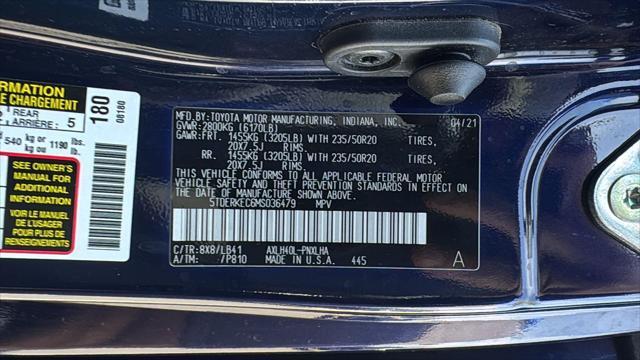 FORMATION
E CHARGEMENT
REAR
ARRIÈRE: 5
540 kg or 1190 lbs.
SEE OWNER'S
MANUAL FOR
ADDITIONAL
INFORMATION
VOIR LE MANUEL
DE L'USAGER
POUR PLUS DE
RENSEIGNEMENTS
180
08180
MFD.BY:TOYOTA MOTOR MANUFACTURING, INDIANA, INC. 04/21
GVWR:2800KG (6170LB)
GAWR:FRT. 1455KG (3205LB) WITH 235/50R20 TIRES,
20X7.5J RIMS,
RR. 1455KG (3205LB) WITH 235/50R20 TIRES,
20X7.5J RIMS.
THIS VEHICLE CONFORMS TO ALL APPLICABLE FEDERAL MOTOR
VEHICLE SAFETY AND THEFT PREVENTION STANDARDS IN EFFECT
ON THE DATE OF MANUFACTURE SHOWN ABOVE.
5TDERKEC6MS036479 MPV
C/TR:8X8/LB41 AXLH40L-PNXLHA
A/TM: -/P810 MADE IN U.S.A. 445 A